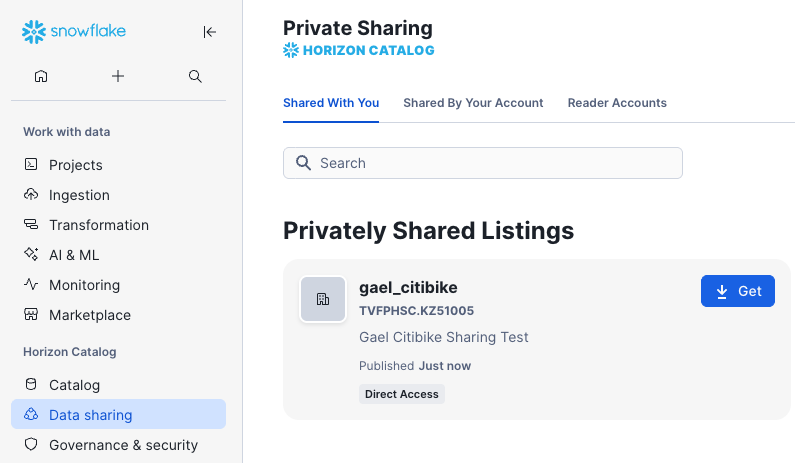 snowflake
Work with data
Projects
Ingestion
Transformation
AI & ML
Monitoring
Marketplace
Horizon Catalog
Catalog
Data sharing
Governance & security
Private Sharing
HORIZON CATALOG
Shared With You Shared By Your Account Reader Accounts
Search
Privately Shared Listings
gael_citibike
Get
TVFPHSC.KZ51005
Gael Citibike Sharing Test
Published Just now
Direct Access